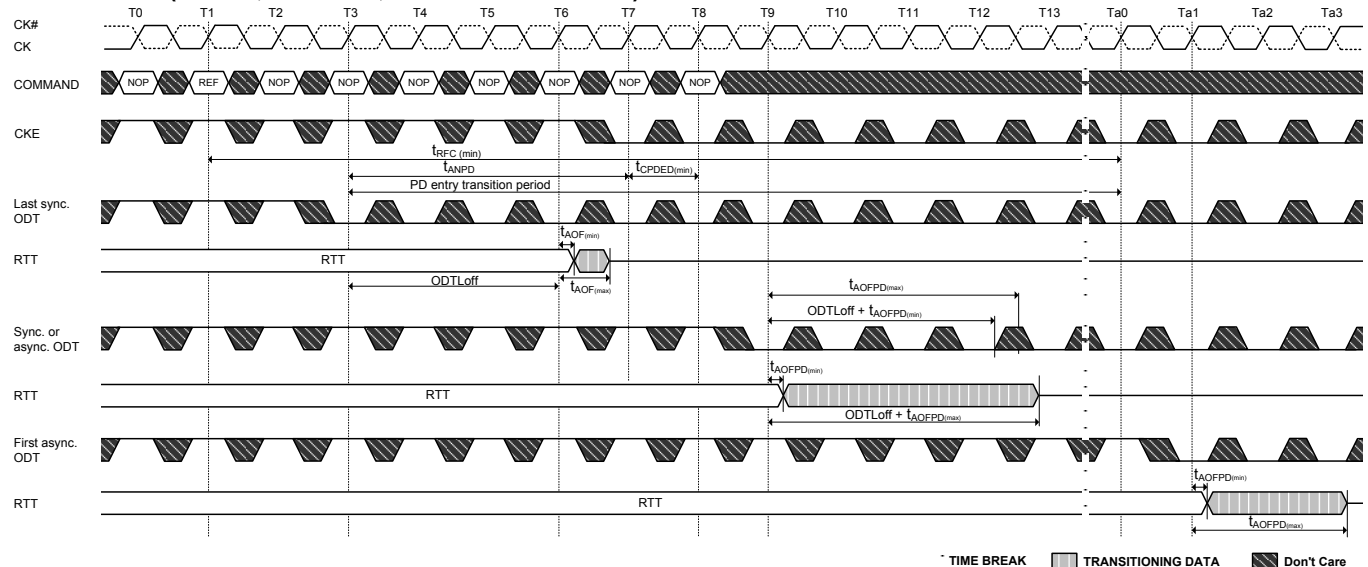 T0 T1 T2 T3 T4 T5 T6 T7 T8 T9 T10 T11 T12 T13 Ta0 Ta1 Ta2 Ta3
CK#
CK
COMMAND
NOP REF NOP NOP NOP NOP NOP NOP NOP
CKE
tRFC (min)
tANPD tCPDED(min)
PD entry transition period
Last sync.
ODT
tAOF(min)
RTT
RTT
ODTLoff
tAOF(max)
tAOFPD(max)
ODTLoff + tAOFPD(min)
Sync. or
async. ODT
tAOFPD(min)
RTT
RTT
ODTLoff + tAOFPD(max)
First async.
ODT
tAOFPD(min)
RTT
RTT
tAOFPD(max)
TIME BREAK TRANSITIONING DATA Don't Care